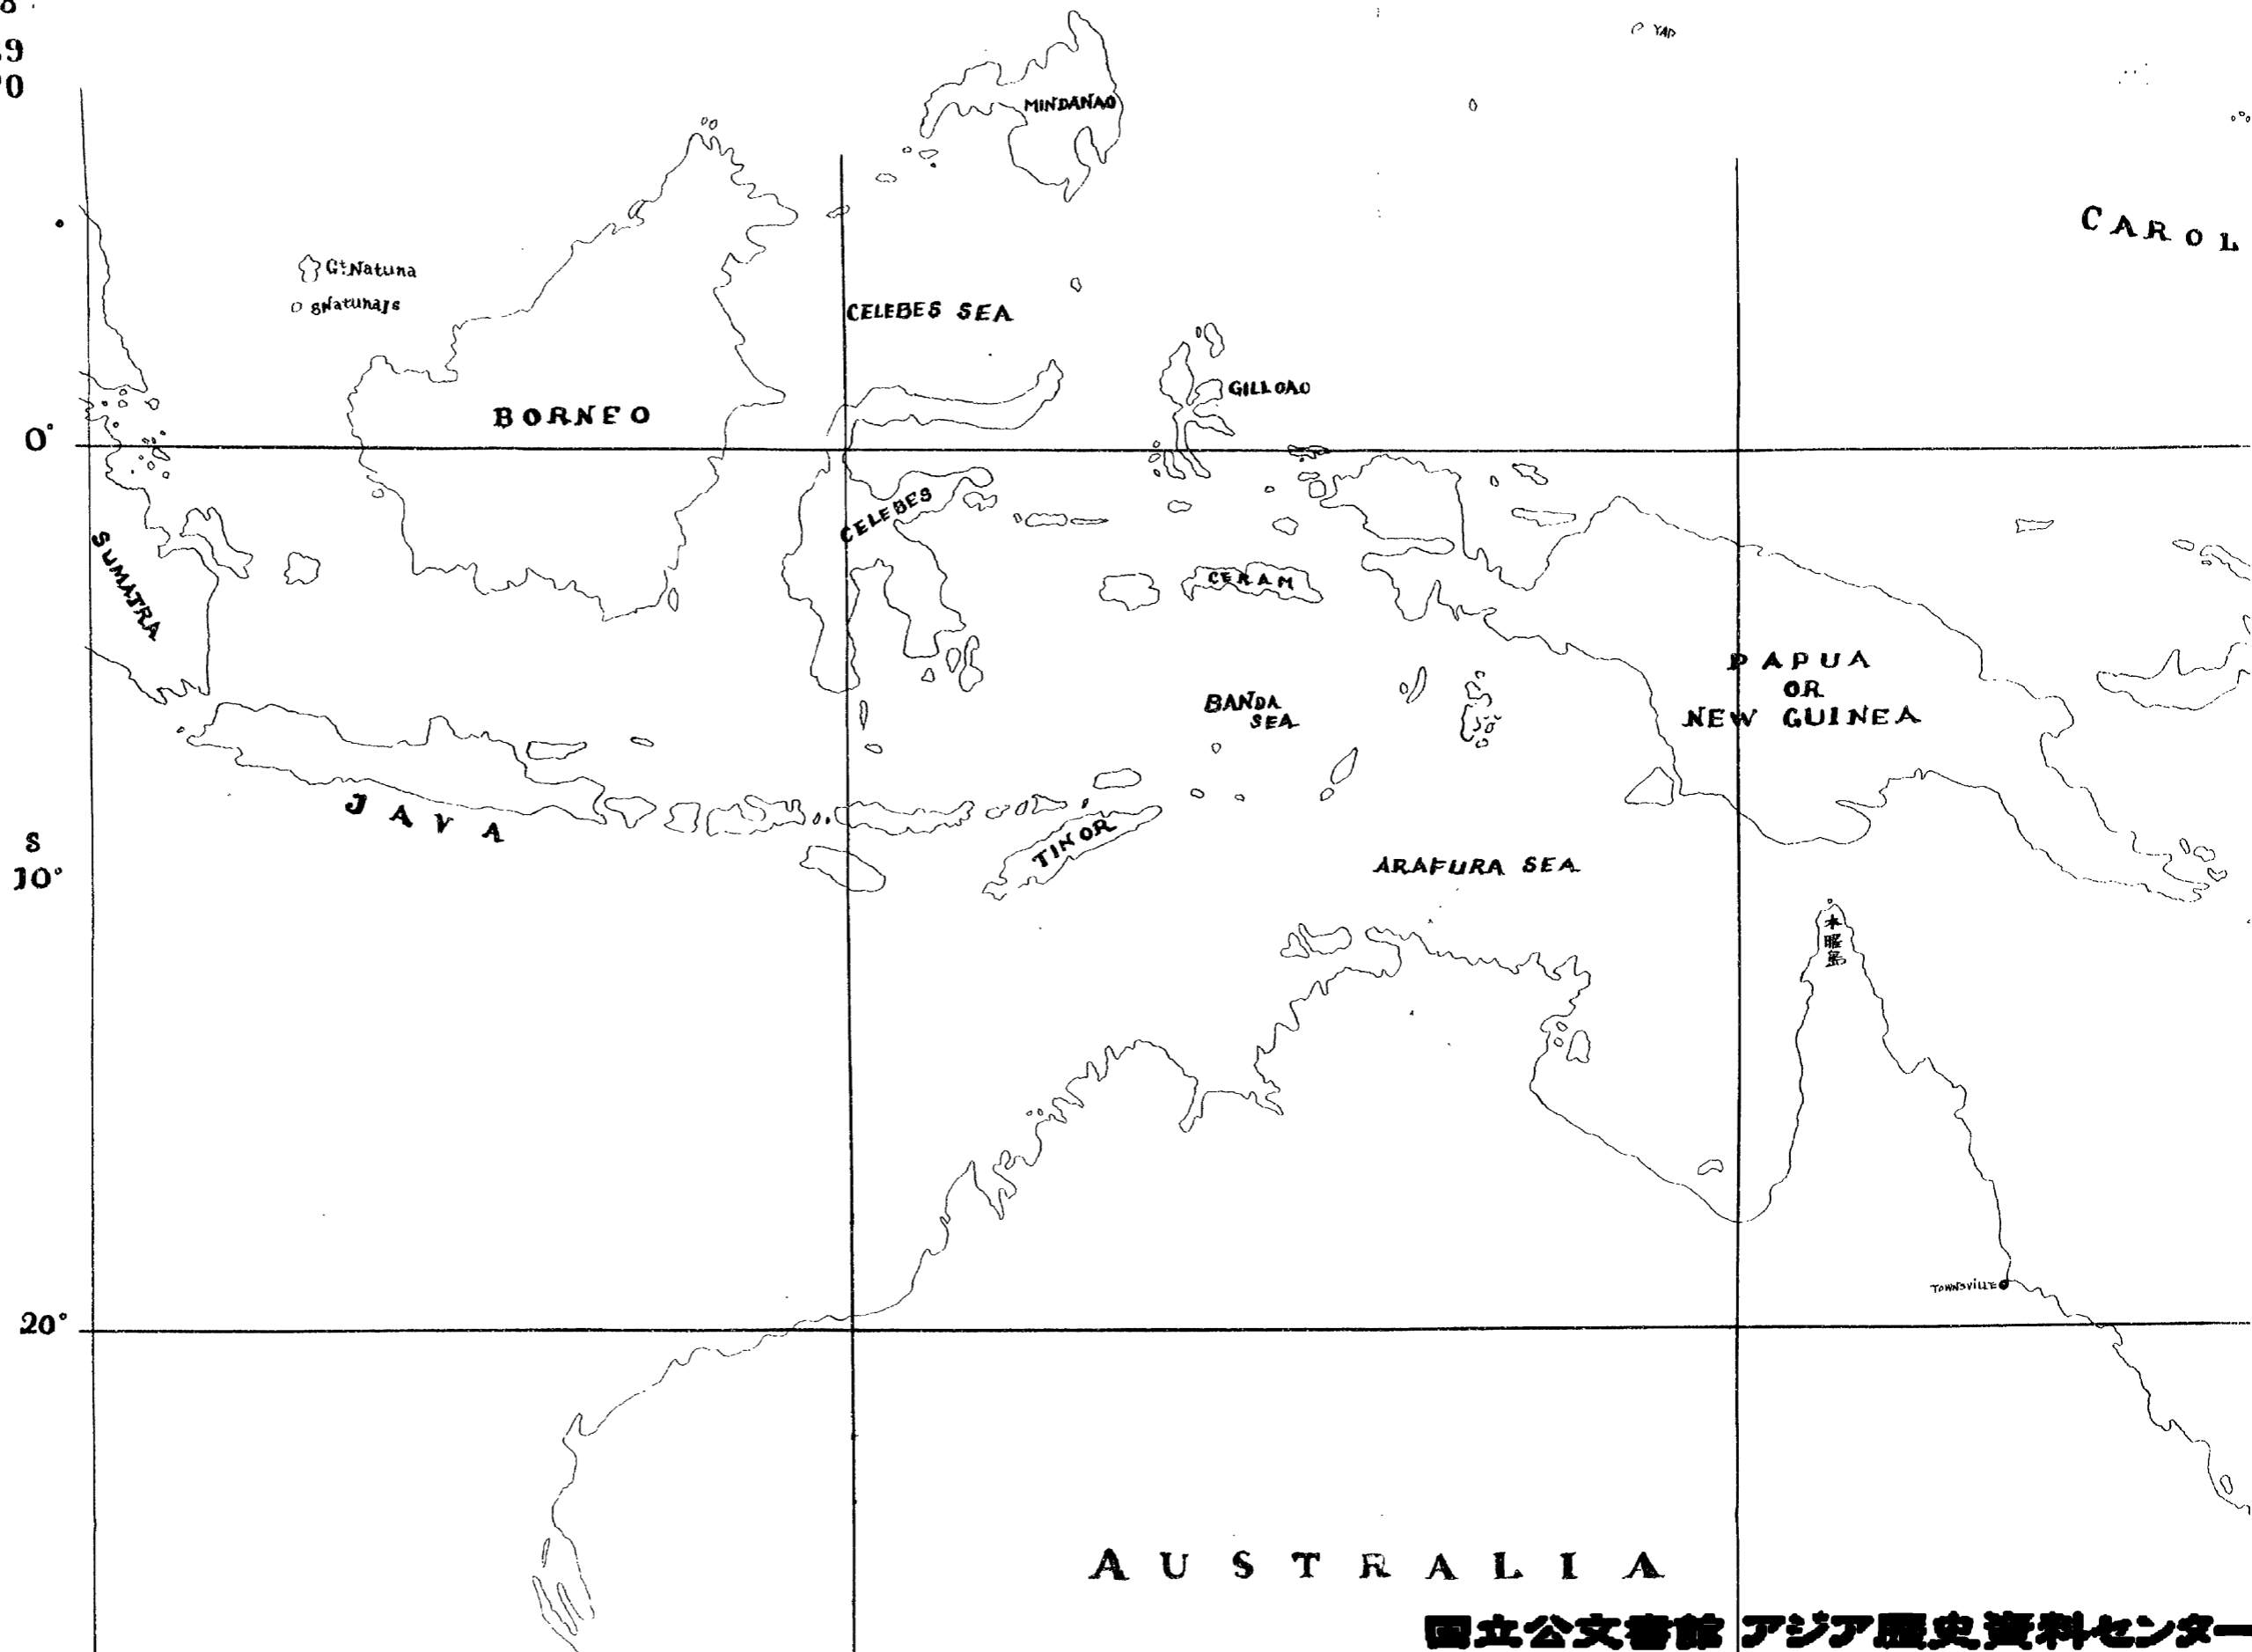 YAP
9
0
MINDANAO
CAROL
Gt. Natuna
CELEBES SEA
GILLOAO
BORNEO
0°
CELEBES
SUMATRA
CERAM
PAPUA
OR
NEW GUINEA
BANDA
SEA
JAVA
TIMOR
S
10°
ARAFURA SEA
木曜島
TOWNSVILLE
20°
AUSTRALIA
国立公文書館 アジア歴史資料センター